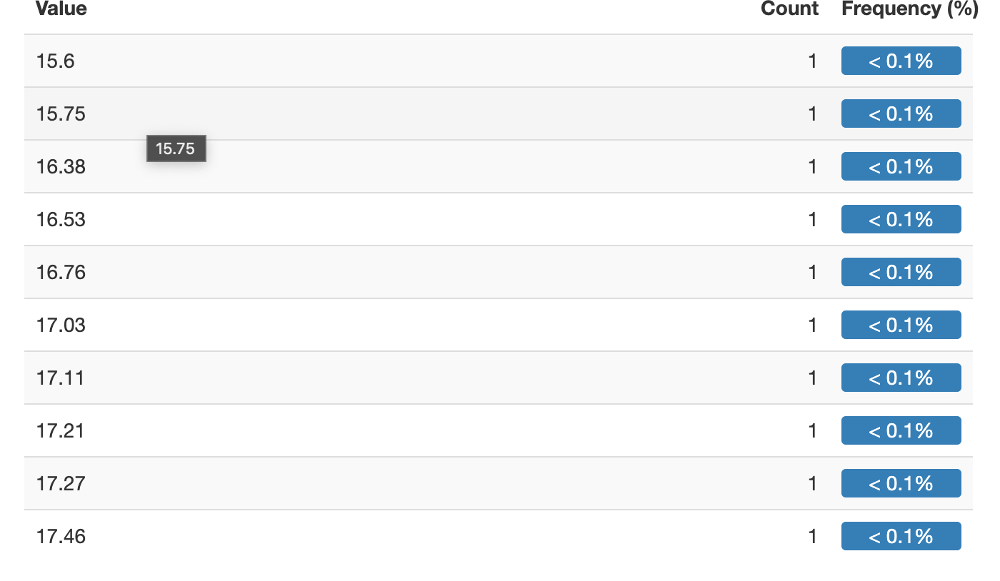 Value Count Frequency (%)
15.6 1 < 0.1%
15.75 1 < 0.1%
15.75
16.38 1 < 0.1%
16.53 1 < 0.1%
16.76 1 < 0.1%
17.03 1 < 0.1%
17.11 1 < 0.1%
17.21 1 < 0.1%
17.27 1 < 0.1%
17.46 1 < 0.1%